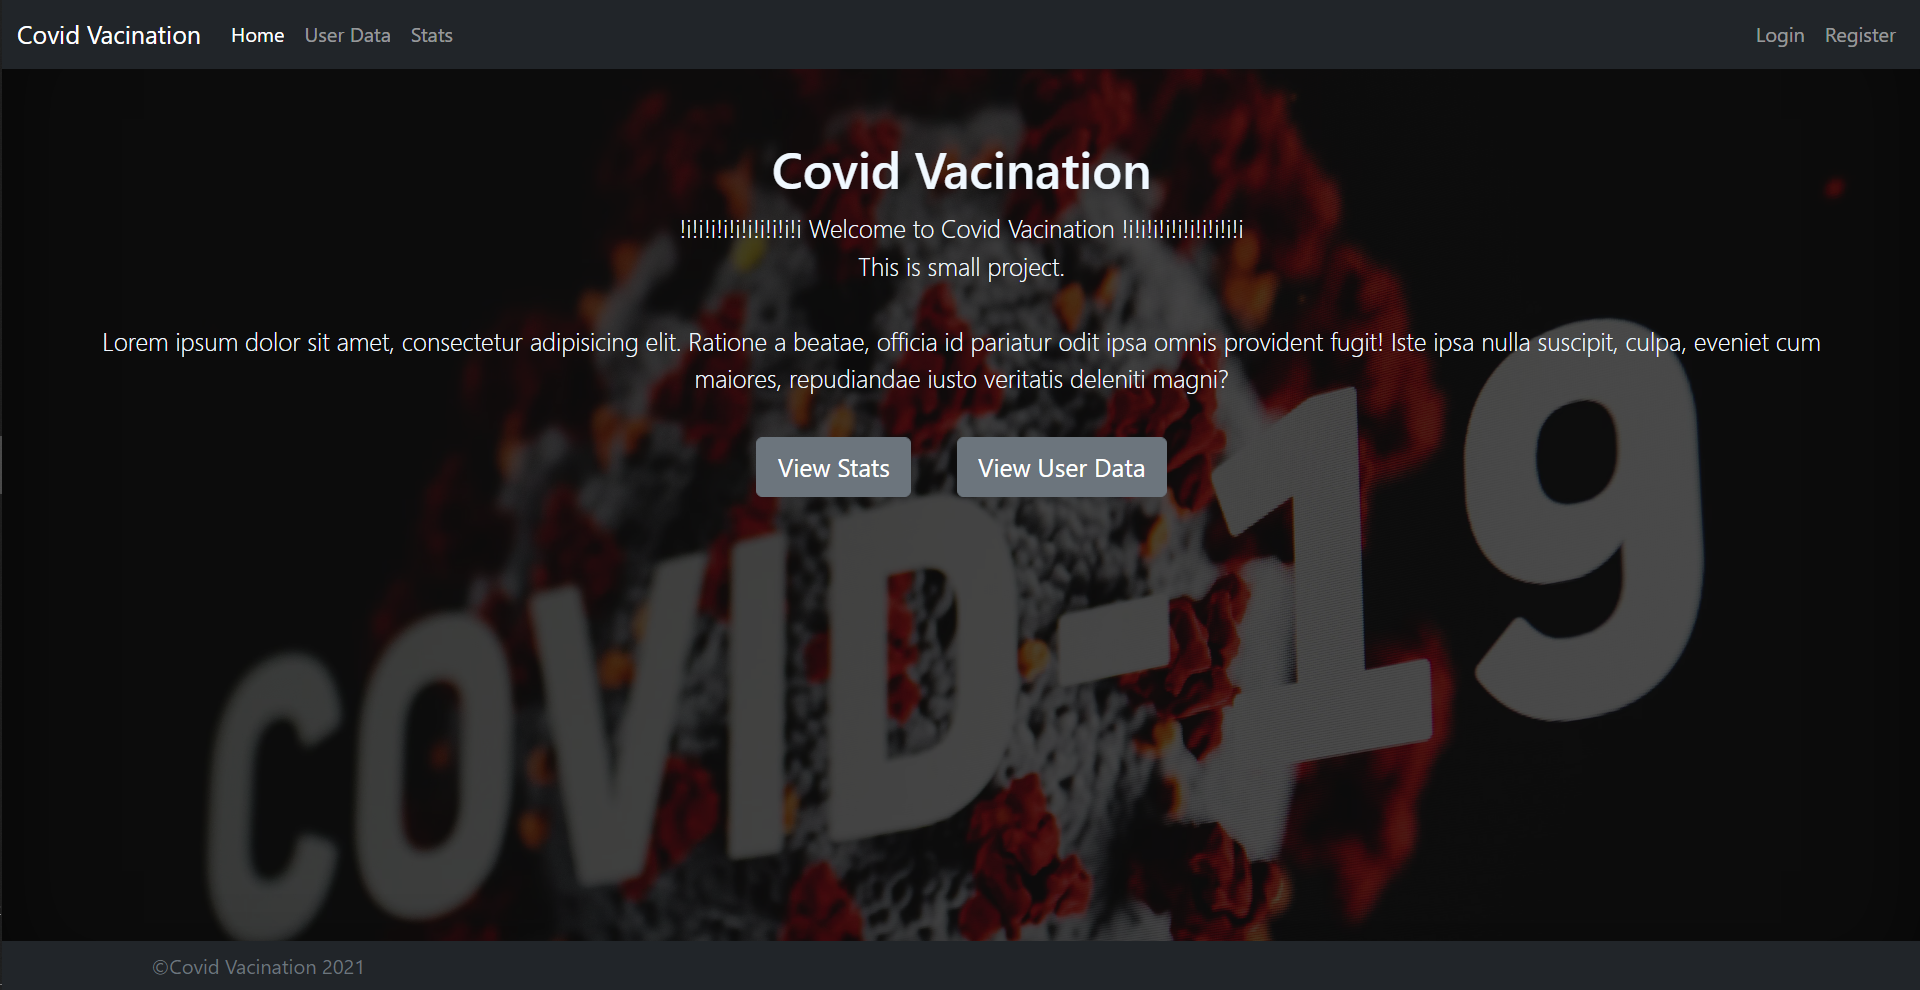 Covid Vacination Home User Data Stats Login Register
Covid Vacination
!i!i!i!i!i!i!i!i!i!i Welcome to Covid Vacination !i!i!i!i!i!i!i!i!i!i
This is small project.
Lorem ipsum dolor sit amet, consectetur adipisicing elit. Ratione a beatae, officia id pariatur odit ipsa omnis provident fugit! Iste ipsa nulla suscipit, culpa, eveniet cum
maiores, repudiandae iusto veritatis deleniti magni?
View Stats View User Data
COVID-19
©Covid Vacination 2021